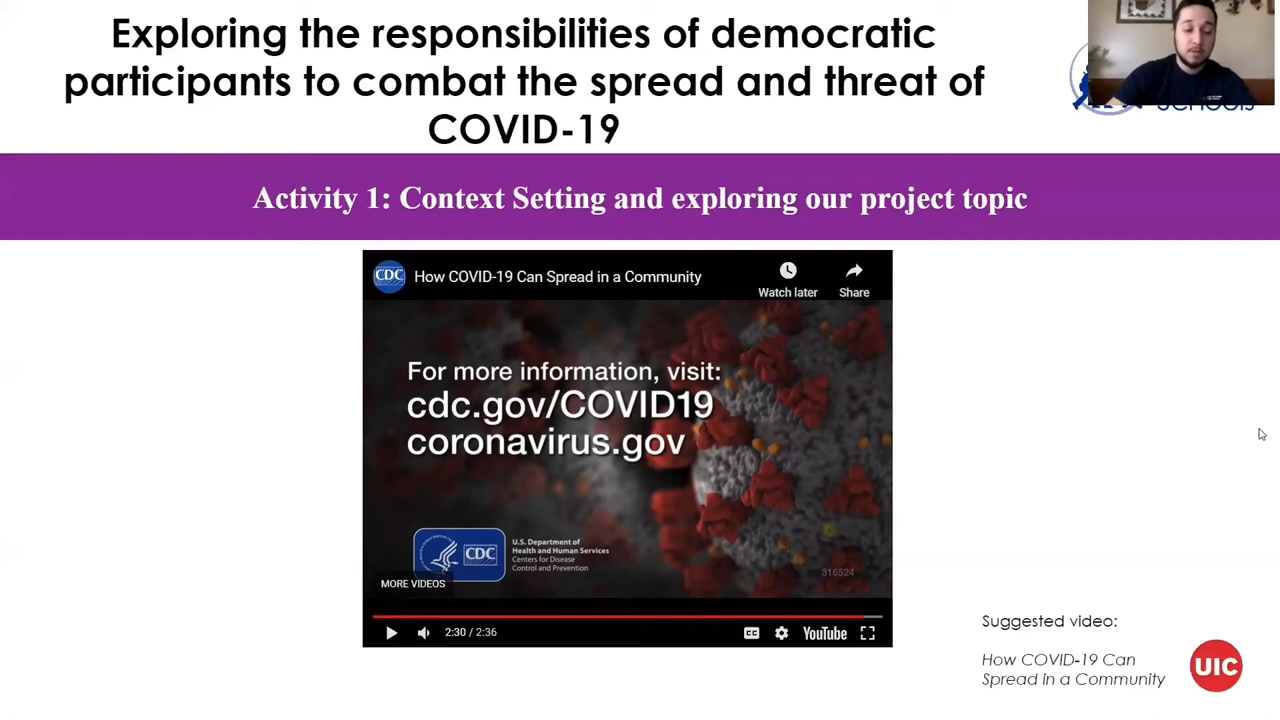 Exploring the responsibilities of democratic
participants to combat the spread and threat of
COVID-19
Activity 1: Context Setting and exploring our project topic
CDC
How COVID-19 Can Spread in a Community
Watch later
Share
For more information, visit:
cdc.gov/COVID19
coronavirus.gov
CDC
U.S. Department of
Health and Human Services
Centers for Disease
Control and Prevention
316524
MORE VIDEOS
2:30 / 2:36
CC
YouTube
Suggested video:
How COVID-19 Can
Spread in a Community
UIC